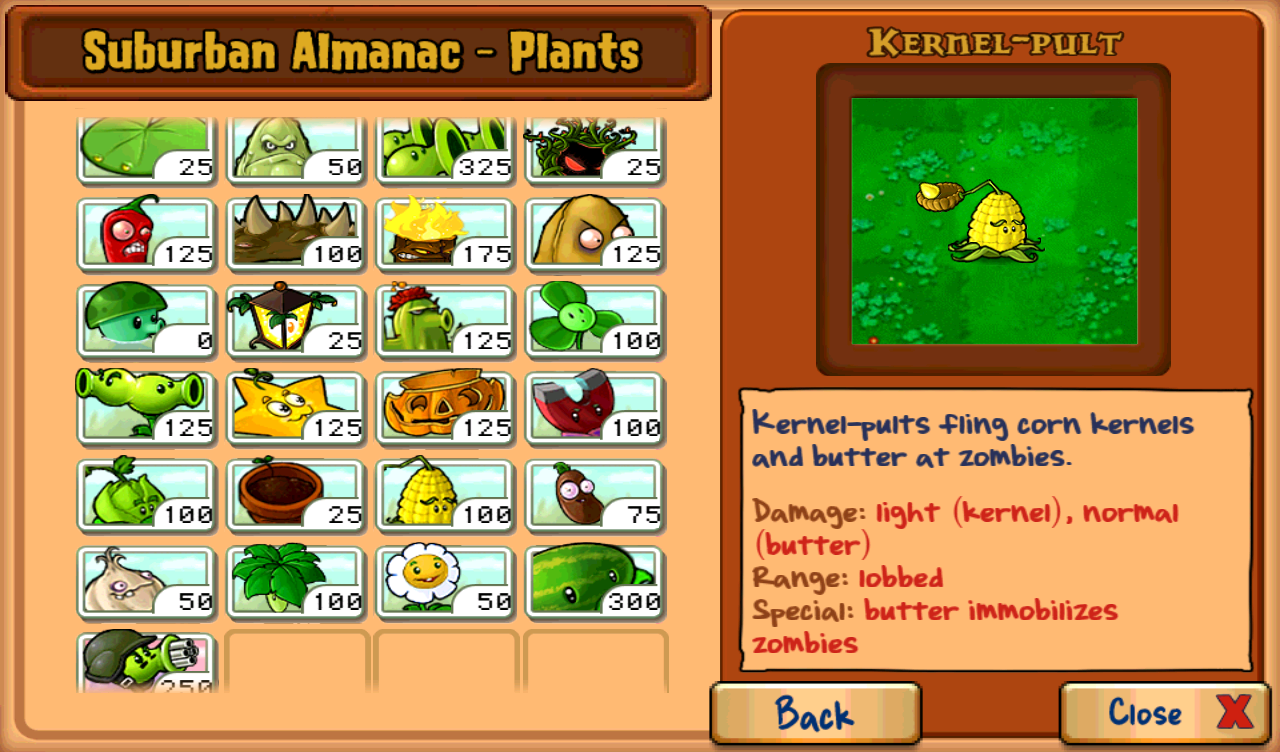 Suburban Almanac - Plants
25 50 325 25
125 100 175 125
0 25 125 100
125 125 125 100
100 25 100 75
50 100 50 300
250
Kernel-pult
Kernel-pults fling corn kernels
and butter at zombies.
Damage: light (kernel), normal
(butter)
Range: lobbed
Special: butter immobilizes
zombies
Back
Close X